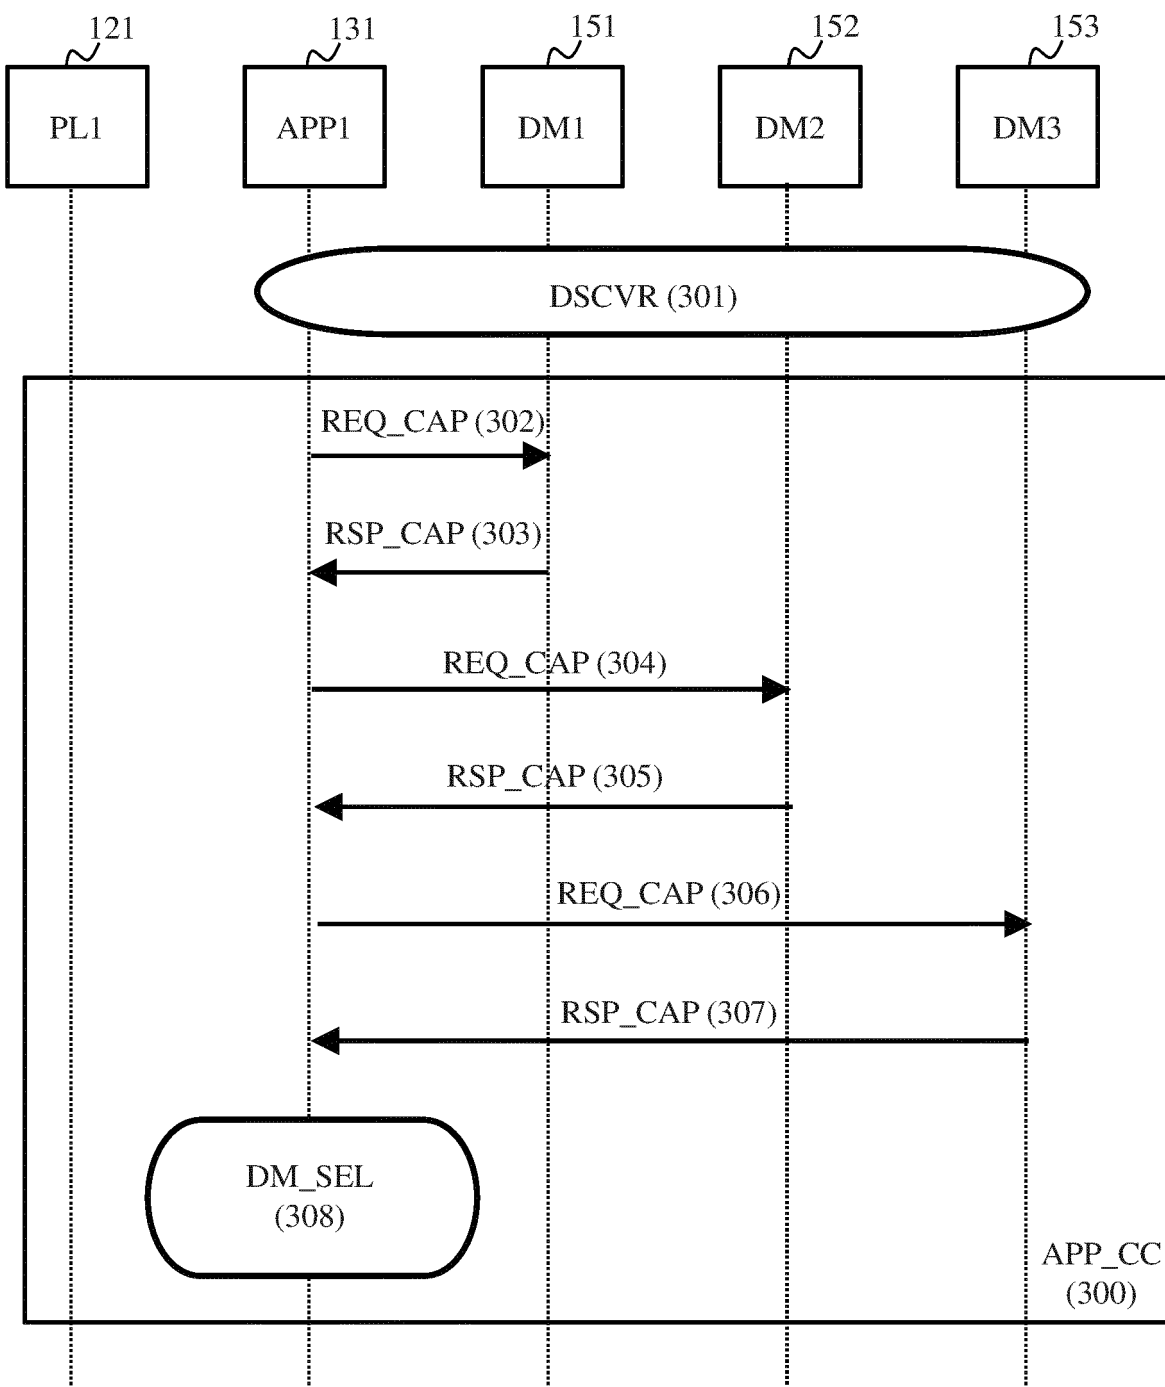 121 131 151 152 153
PL1 APP1 DM1 DM2 DM3
DSCVR (301)
REQ_CAP (302)
RSP_CAP (303)
REQ_CAP (304)
RSP_CAP (305)
REQ_CAP (306)
RSP_CAP (307)
DM_SEL
(308)
APP_CC
(300)